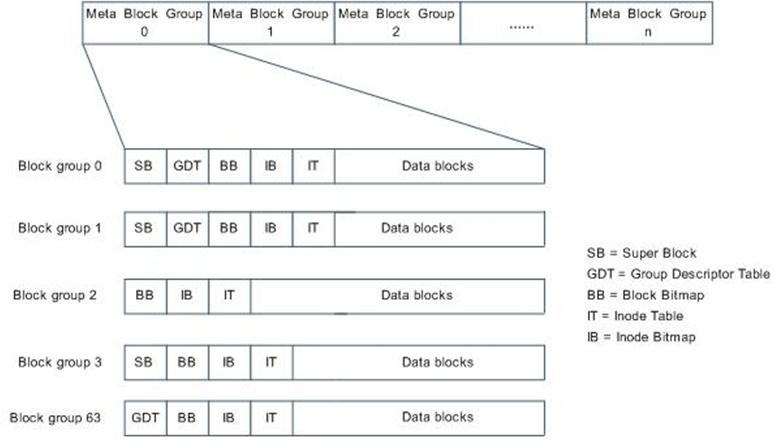 Meta Block Group
0
Meta Block Group
1
Meta Block Group
2
......
Meta Block Group
n
Block group 0
SB GDT BB IB IT Data blocks
Block group 1
SB GDT BB IB IT Data blocks
Block group 2
BB IB IT Data blocks
Block group 3
SB BB IB IT Data blocks
Block group 63
GDT BB IB IT Data blocks
SB = Super Block
GDT = Group Descriptor Table
BB = Block Bitmap
IT = Inode Table
IB = Inode Bitmap